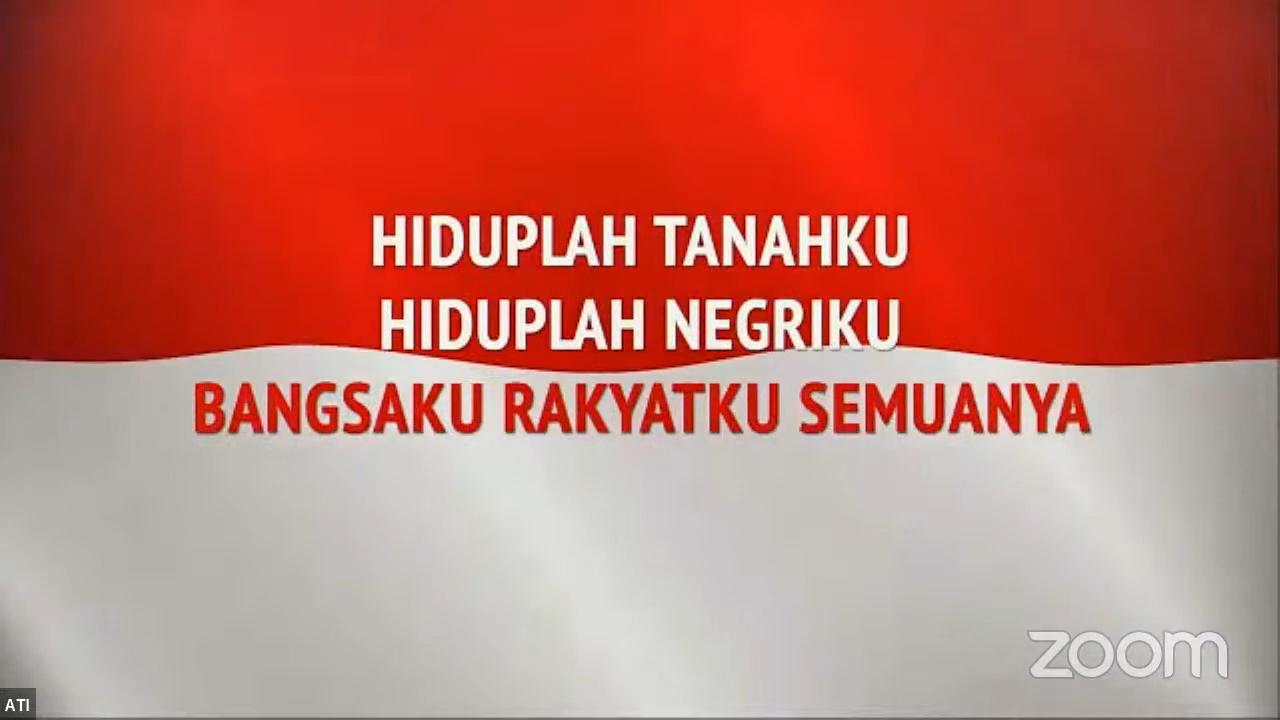 HIDUPLAH TANAHKU
HIDUPLAH NEGRIKU
BANGSAKU RAKYATKU SEMUANYA
zoom
ATI